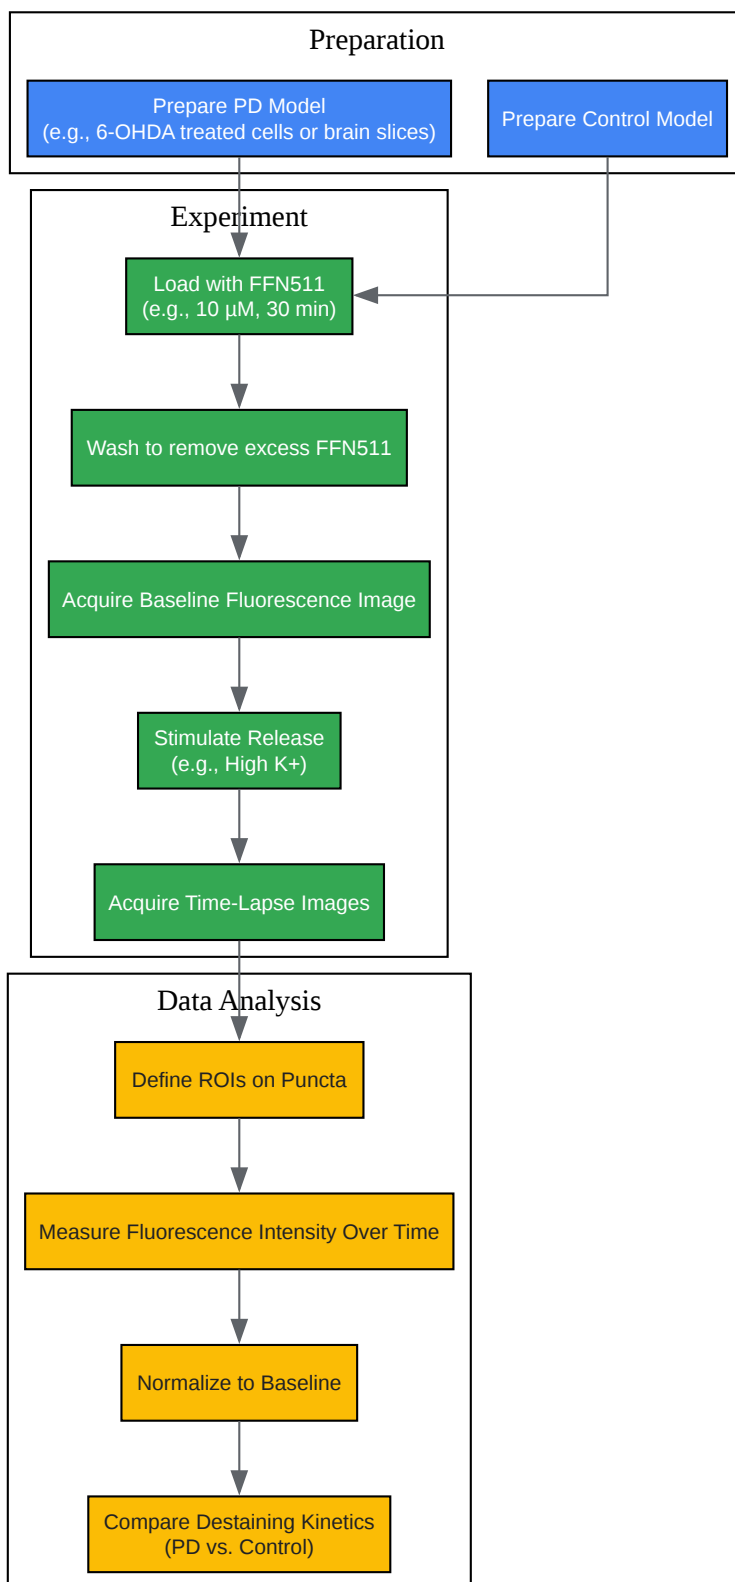 Preparation
Prepare PD Model
(e.g., 6-OHDA treated cells or brain slices)
Prepare Control Model
Experiment
Load with FFN511
(e.g., 10 µM, 30 min)
Wash to remove excess FFN511
Acquire Baseline Fluorescence Image
Stimulate Release
(e.g., High K+)
Acquire Time-Lapse Images
Data Analysis
Define ROIs on Puncta
Measure Fluorescence Intensity Over Time
Normalize to Baseline
Compare Destaining Kinetics
(PD vs. Control)